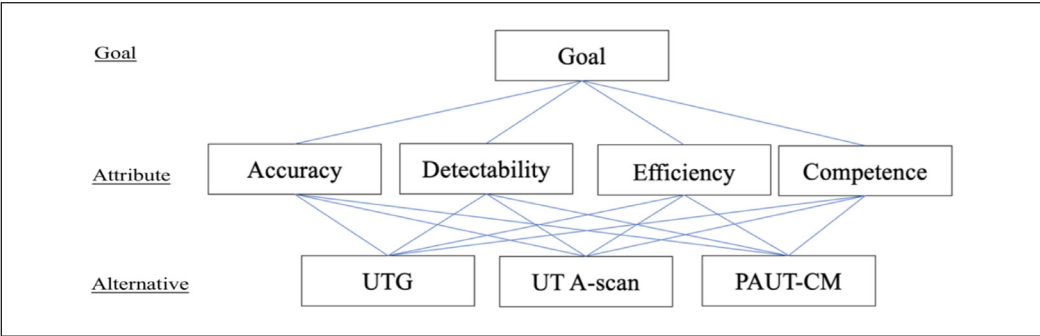 Goal
Goal
Attribute
Accuracy
Detectability
Efficiency
Competence
Alternative
UTG
UT A-scan
PAUT-CM